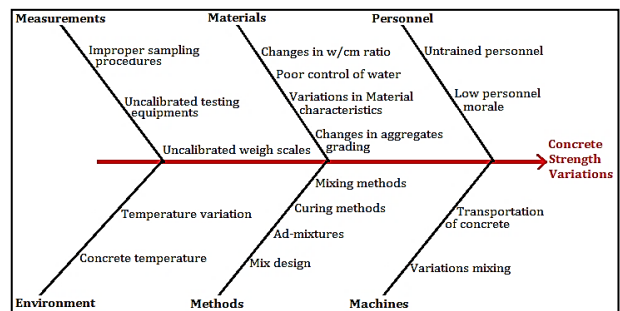 Measurements
Materials
Personnel
Improper sampling
procedures
Changes in w/cm ratio
Untrained personnel
Poor control of water
Uncalibrated testing
equipments
Variations in Material
characteristics
Low personnel
morale
Changes in aggregates
grading
Uncalibrated weigh scales
Concrete
Strength
Variations
Mixing methods
Temperature variation
Curing methods
Transportation
of concrete
Ad-mixtures
Concrete temperature
Mix design
Variations mixing
Environment
Methods
Machines